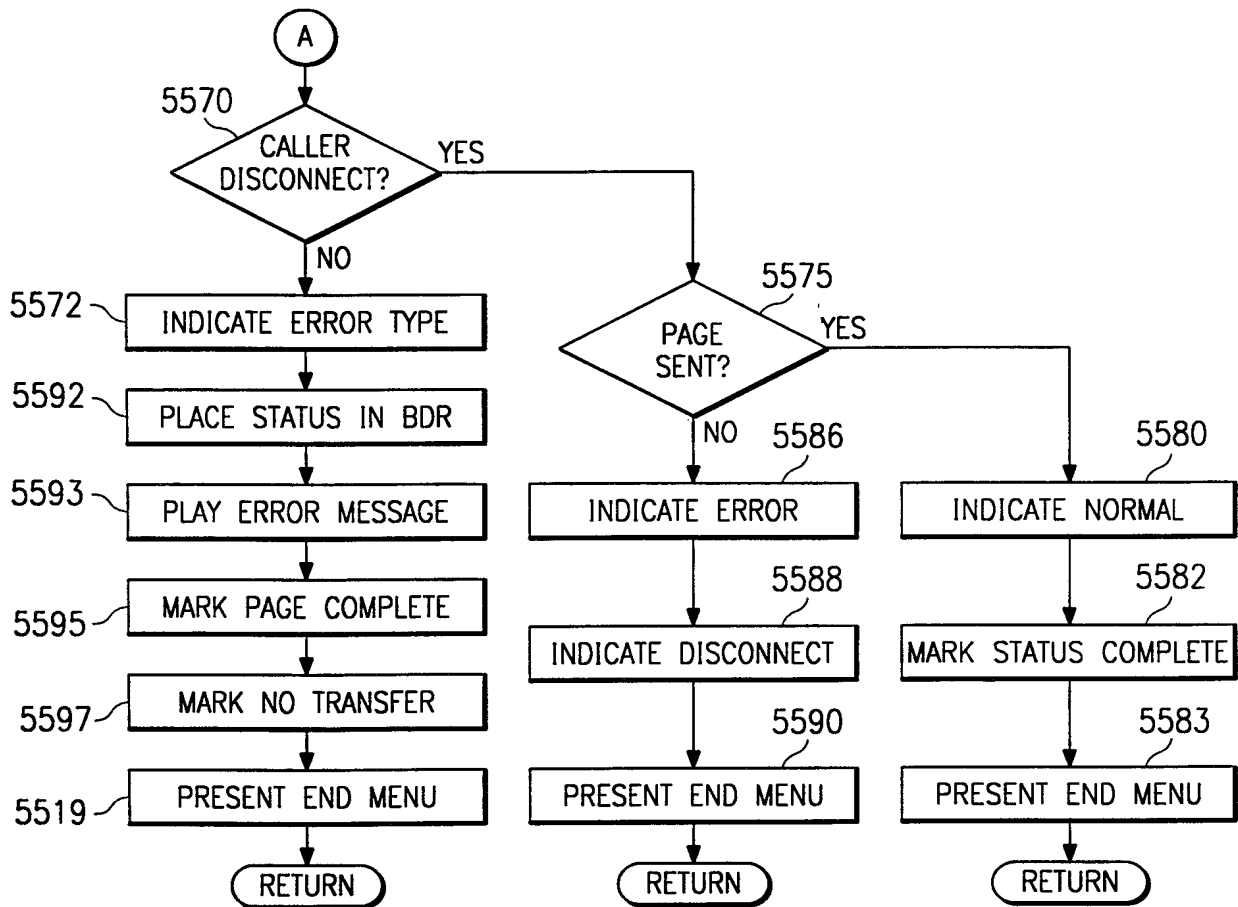 A
5570
CALLER
DISCONNECT?
YES
NO
5572
INDICATE ERROR TYPE
5592
PLACE STATUS IN BDR
5593
PLAY ERROR MESSAGE
5595
MARK PAGE COMPLETE
5597
MARK NO TRANSFER
5519
PRESENT END MENU
RETURN
5575
PAGE
SENT?
YES
NO
5586
INDICATE ERROR
5588
INDICATE DISCONNECT
5590
PRESENT END MENU
RETURN
5580
INDICATE NORMAL
5582
MARK STATUS COMPLETE
5583
PRESENT END MENU
RETURN